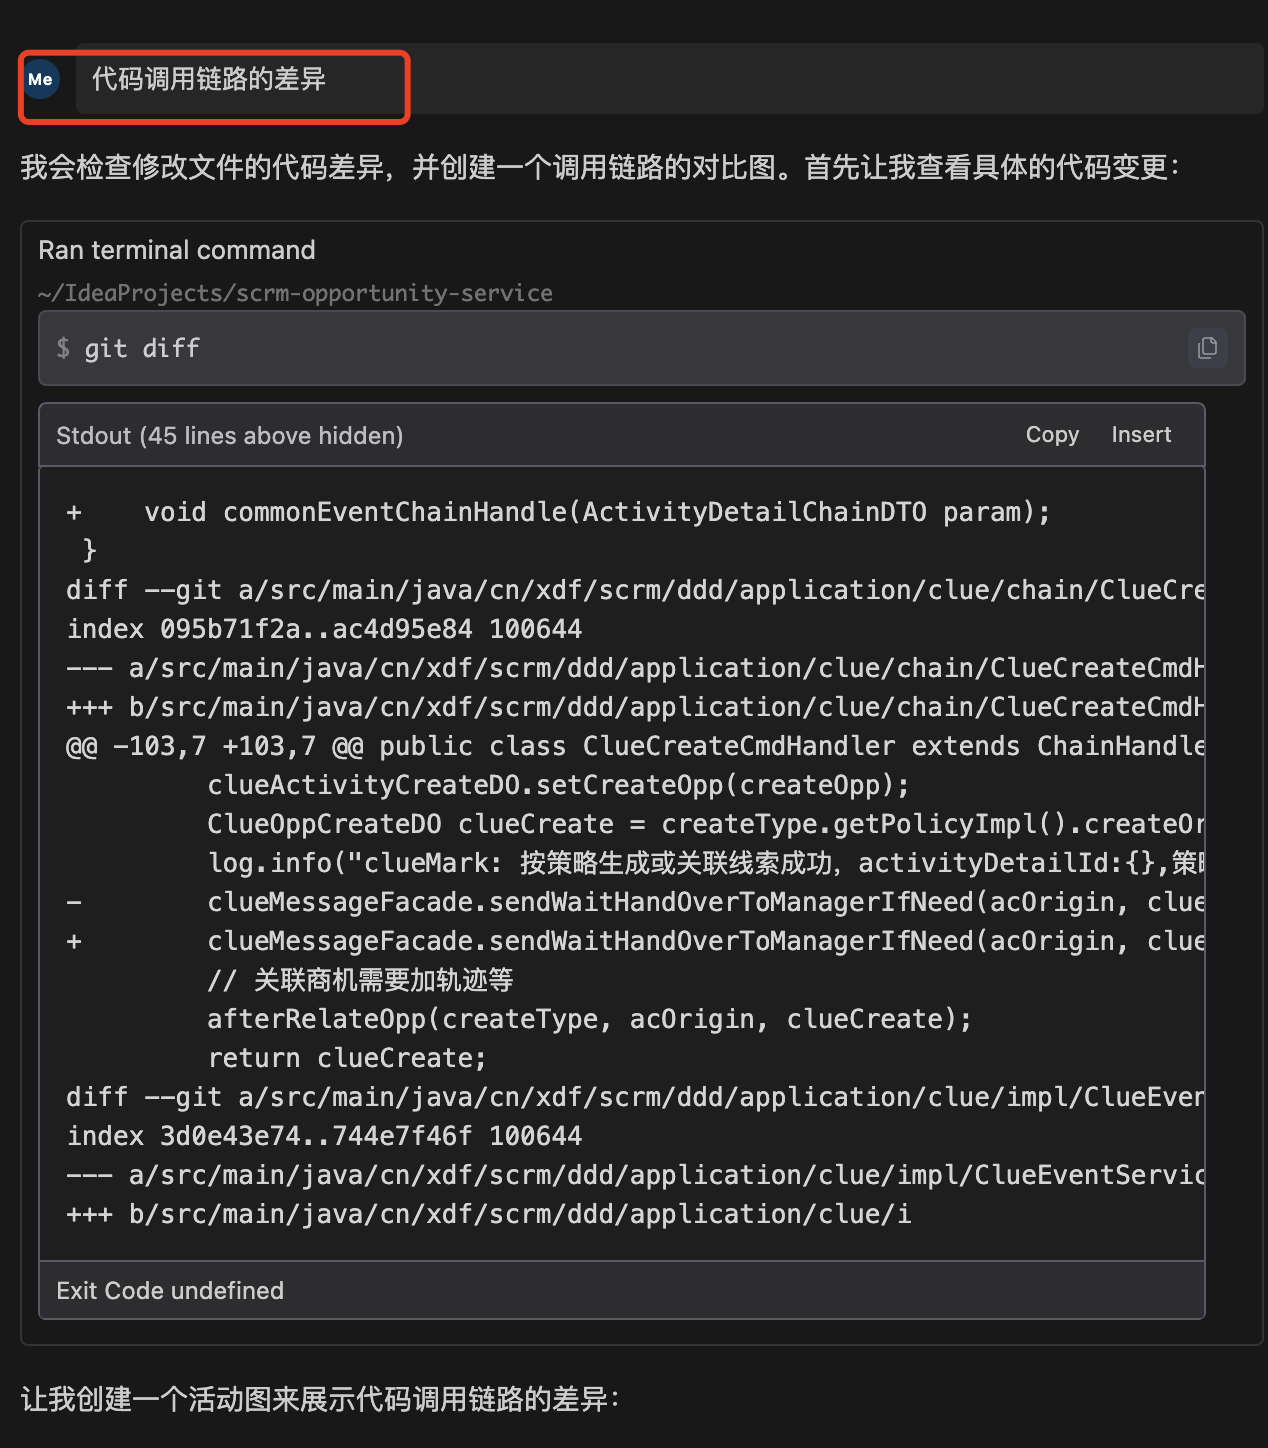 Me
代码调用链路的差异
我会检查修改文件的代码差异，并创建一个调用链路的对比图。首先让我查看具体的代码变更：
Ran terminal command
~/IdeaProjects/scrm-opportunity-service
$ git diff
Stdout (45 lines above hidden)
Copy Insert
+    void commonEventChainHandle(ActivityDetailChainDTO param);
 }
diff --git a/src/main/java/cn/xdf/scrm/ddd/application/clue/chain/ClueCre
index 095b71f2a..ac4d95e84 100644
--- a/src/main/java/cn/xdf/scrm/ddd/application/clue/chain/ClueCreateCmdH
+++ b/src/main/java/cn/xdf/scrm/ddd/application/clue/chain/ClueCreateCmdH
@@ -103,7 +103,7 @@ public class ClueCreateCmdHandler extends ChainHandle
         clueActivityCreateDO.setCreateOpp(createOpp);
         ClueOppCreateDO clueCreate = createType.getPolicyImpl().createOr
         log.info("clueMark: 按策略生成或关联线索成功，activityDetailId:{},策略
-        clueMessageFacade.sendWaitHandOverToManagerIfNeed(acOrigin, clue
+        clueMessageFacade.sendWaitHandOverToManagerIfNeed(acOrigin, clue
         // 关联商机需要加轨迹等
         afterRelateOpp(createType, acOrigin, clueCreate);
         return clueCreate;
diff --git a/src/main/java/cn/xdf/scrm/ddd/application/clue/impl/ClueEven
index 3d0e43e74..744e7f46f 100644
--- a/src/main/java/cn/xdf/scrm/ddd/application/clue/impl/ClueEventServic
+++ b/src/main/java/cn/xdf/scrm/ddd/application/clue/i
Exit Code undefined
让我创建一个活动图来展示代码调用链路的差异：